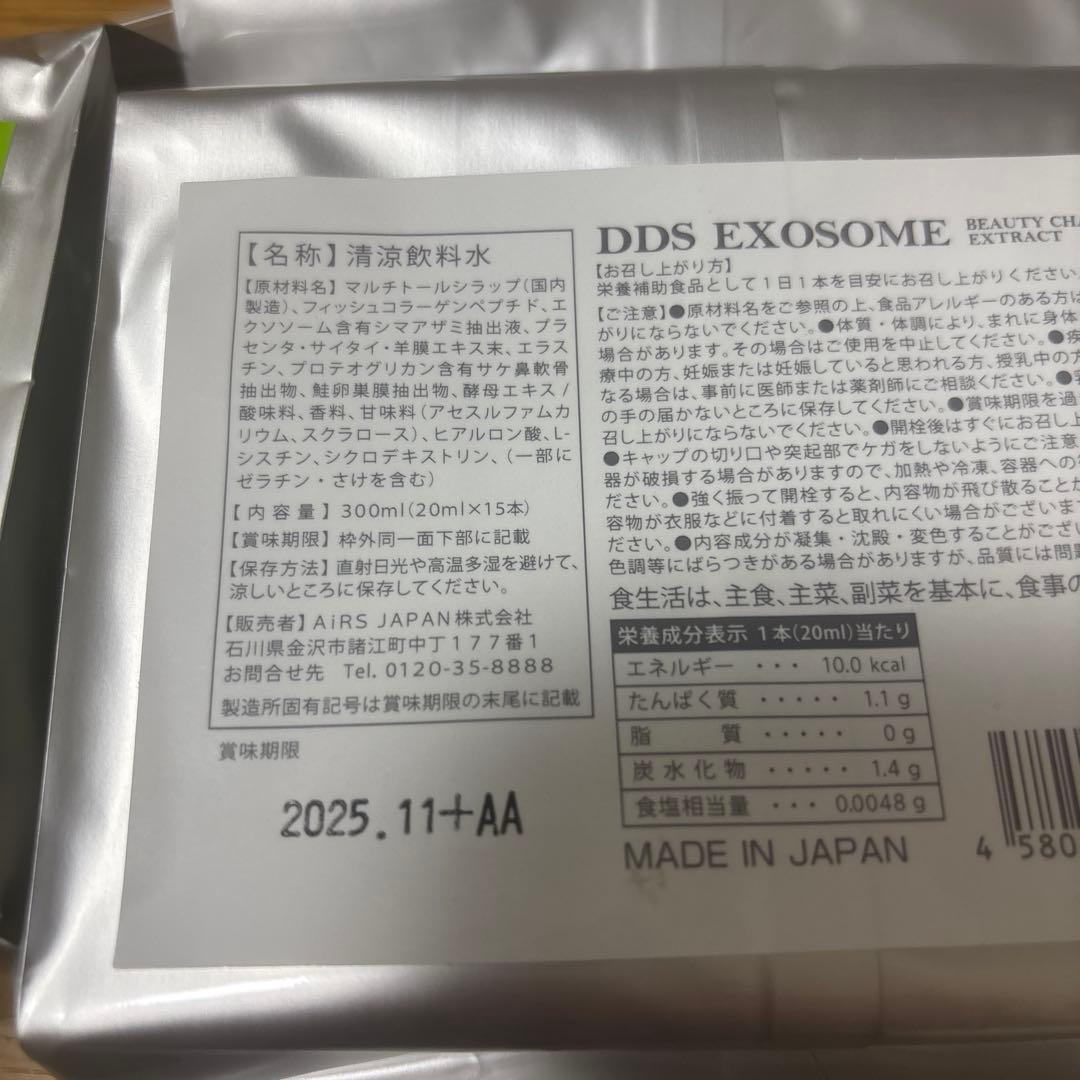 【名称】清涼飲料水
【原材料名】マルチトールシラップ(国内
製造)、フィッシュコラーゲンペプチド、エ
クソソーム含有シマアザミ抽出液、プラ
センタ・サイタイ・羊膜エキス末、エラス
チン、プロテオグリカン含有サケ鼻軟骨
抽出物、鮭卵巣膜抽出物、酵母エキス/
酸味料、香料、甘味料(アセスルファムカ
リウム、スクラロース)、ヒアルロン酸、L-
シスチン、シクロデキストリン、(一部に
ゼラチン・さけを含む)
【内容量】300ml(20ml×15本)
【賞味期限】枠外同一面下部に記載
【保存方法】直射日光や高温多湿を避けて、
涼しいところに保存してください。
【販売者】AiRS JAPAN株式会社
石川県金沢市諸江町中丁177番1
お問合せ先 Tel. 0120-35-8888
製造所固有記号は賞味期限の末尾に記載
賞味期限
2025.11+AA
DDS EXOSOME BEAUTY CHA
EXTRACT
【お召し上がり方】
栄養補助食品として1日1本を目安にお召し上がりください。
【ご注意】●原材料名をご参照の上、食品アレルギーのある方は
がりにならないでください。●体質・体調により、まれに身体
場合があります。その場合はご使用を中止してください。●疾
療中の方、妊娠または妊娠していると思われる方、授乳中の方
なる場合は、事前に医師または薬剤師にご相談ください。●
の手の届かないところに保存してください。●賞味期限を過
召し上がりにならないでください。●開栓後はすぐにお召し上
●キャップの切り口や突起部でケガをしないようにご注意
器が破損する場合がありますので、加熱や冷凍、容器への
ださい。●強く振って開栓すると、内容物が飛び散ることが
容物が衣服などに付着すると取れにくい場合がございま
ださい。●内容成分が凝集・沈殿・変色することがござい
色調等にばらつきがある場合がありますが、品質には問
食生活は、主食、主菜、副菜を基本に、食事の
栄養成分表示 1本(20ml)当たり
エネルギー ・・・ 10.0 kcal
たんぱく質 ・・・・・ 1.1 g
脂質 ・・・・・ 0 g
炭水化物 ・・・・・ 1.4 g
食塩相当量 ・・・ 0.0048 g
MADE IN JAPAN
4 580